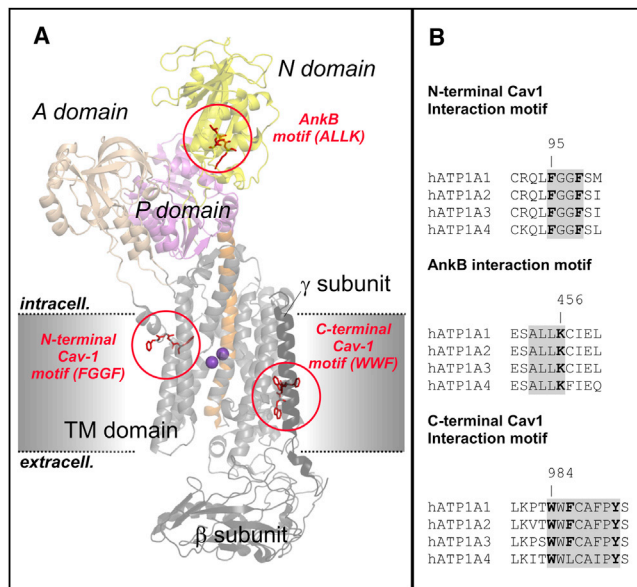 A
N domain
A domain
AnkB
motif (ALLK)
P domain
γ subunit
intracell.
N-terminal
Cav-1
motif (FGGF)
C-terminal
Cav-1
motif (WWF)
TM domain
extracell.
β subunit
B
N-terminal Cav1
Interaction motif
95
hATP1A1 CRQLFGGFSM
hATP1A2 CRQLFGGFSI
hATP1A3 CRQLFGGFSI
hATP1A4 CKQLFGGFSL
AnkB interaction motif
456
hATP1A1 ESALLKCIEL
hATP1A2 ESALLKCIEL
hATP1A3 ESALLKCIEL
hATP1A4 ESALLKFIEQ
C-terminal Cav1
Interaction motif
984
hATP1A1 LKPTWWFCAFPYS
hATP1A2 LKVTWWFCAFPYS
hATP1A3 LKPSWWFCAFPYS
hATP1A4 LKITWWLCAIPYS